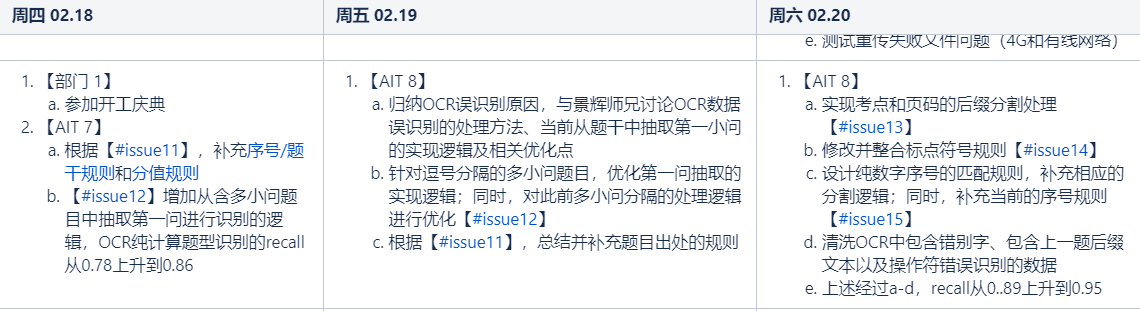 周四 02.18
1. 【部门 1】
a. 参加开工庆典
2. 【AIT 7】
a. 根据【#issue11】，补充序号/题
干规则和分值规则
b. 【#issue12】增加从含多小问题
目中抽取第一问进行识别的逻
辑，OCR纯计算题型识别的recall
从0.78上升到0.86
周五 02.19
1. 【AIT 8】
a. 归纳OCR误识别原因，与景辉师兄讨论OCR数据
误识别的处理方法、当前从题干中抽取第一小问
的实现逻辑及相关优化点
b. 针对逗号分隔的多小问题目，优化第一问抽取的
实现逻辑；同时，对此前多小问分隔的处理逻辑
进行优化【#issue12】
c. 根据【#issue11】，总结并补充题目出处的规则
周六 02.20
e. 测试重传失败文件问题（4G和有线网络）
1. 【AIT 8】
a. 实现考点和页码的后缀分割处理
【#issue13】
b. 修改并整合标点符号规则【#issue14】
c. 设计纯数字序号的匹配规则，补充相应的
分割逻辑；同时，补充当前的序号规则
【#issue15】
d. 清洗OCR中包含错别字、包含上一题后缀
文本以及操作符错误识别的数据
e. 上述经过a-d，recall从0..89上升到0.95